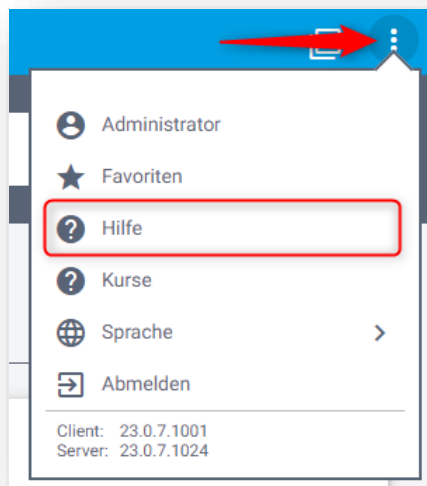 Administrator
Favoriten
Hilfe
Kurse
Sprache
Abmelden
Client: 23.0.7.1001
Server: 23.0.7.1024